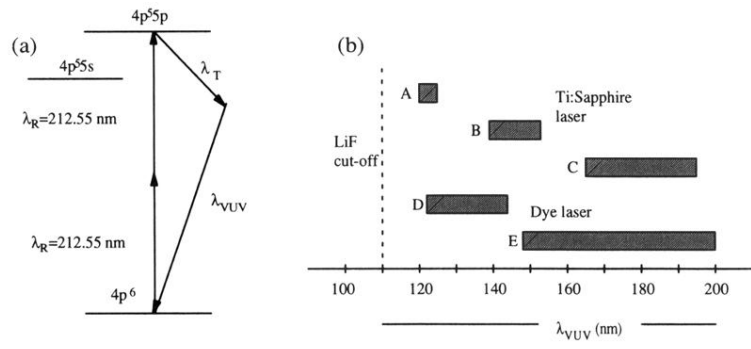 (a)
4p⁵5p
4p⁵5s
λ_T
λ_R=212.55 nm
λ_VUV
λ_R=212.55 nm
4p⁶
(b)
A
Ti:Sapphire
laser
B
LiF
cut-off
C
D
Dye laser
E
100 120 140 160 180 200
λ_VUV (nm)